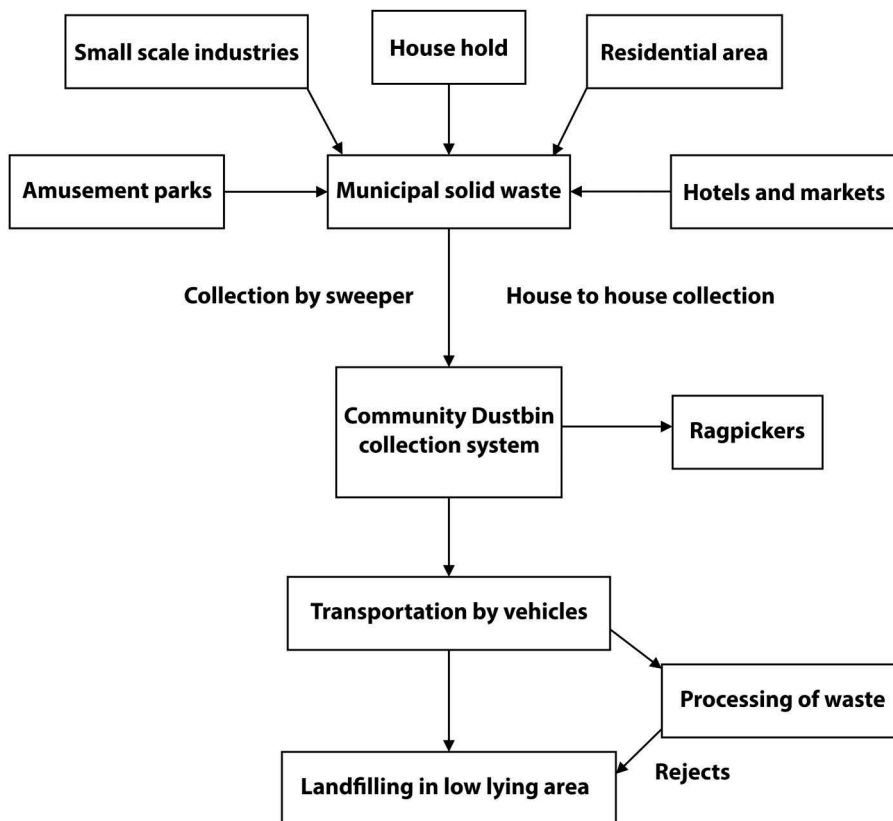 Small scale industries
House hold
Residential area
Amusement parks
Municipal solid waste
Hotels and markets
Collection by sweeper
House to house collection
Community Dustbin
collection system
Ragpickers
Transportation by vehicles
Processing of waste
Landfilling in low lying area
Rejects